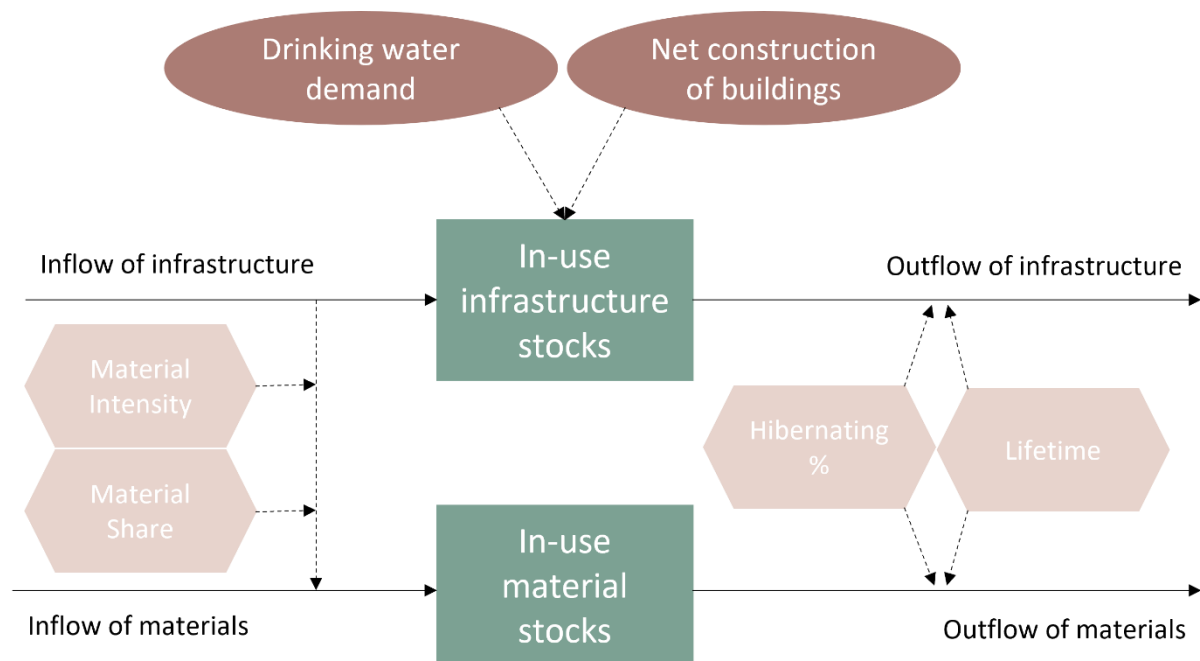 Drinking water
demand
Net construction
of buildings
Inflow of infrastructure
In-use
infrastructure
stocks
Outflow of infrastructure
Material
Intensity
Material
Share
Hibernating
%
Lifetime
In-use
material
stocks
Inflow of materials
Outflow of materials